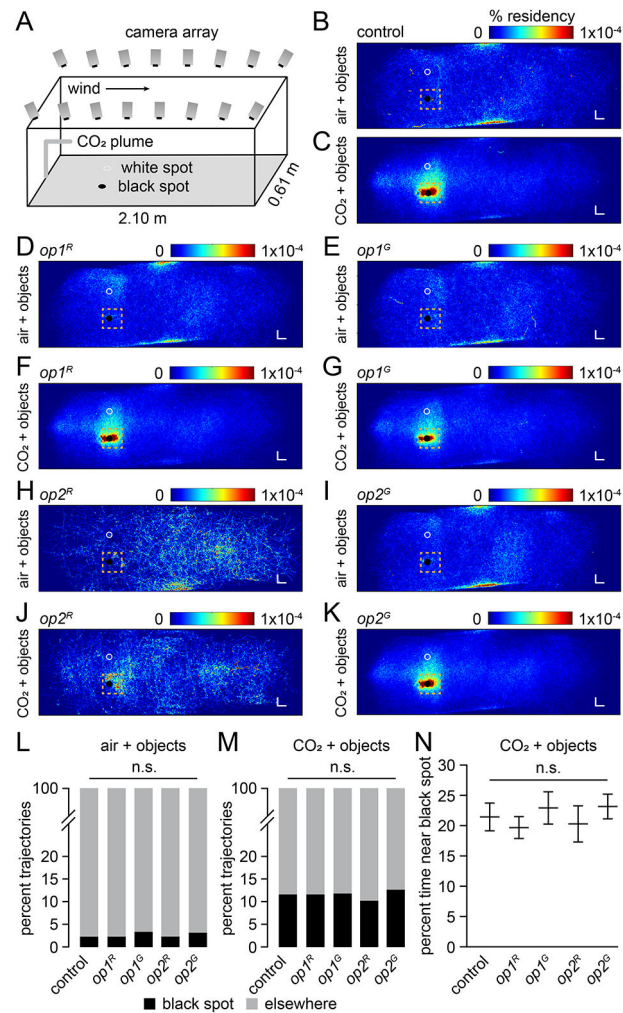 A
camera array
wind
CO₂ plume
white spot
black spot
2.10 m
0.61 m
B
control
% residency
0
1x10⁻⁴
air + objects
C
CO₂ + objects
D
op1ᴿ
0
1x10⁻⁴
air + objects
E
op1ᴳ
0
1x10⁻⁴
air + objects
F
op1ᴿ
0
1x10⁻⁴
CO₂ + objects
G
op1ᴳ
0
1x10⁻⁴
CO₂ + objects
H
op2ᴿ
0
1x10⁻⁴
air + objects
I
op2ᴳ
0
1x10⁻⁴
air + objects
J
op2ᴿ
0
1x10⁻⁴
CO₂ + objects
K
op2ᴳ
0
1x10⁻⁴
CO₂ + objects
L
air + objects
n.s.
percent trajectories
100
20
15
10
5
0
control
op1ᴿ
op1ᴳ
op2ᴿ
op2ᴳ
M
CO₂ + objects
n.s.
percent trajectories
100
20
15
10
5
0
control
op1ᴿ
op1ᴳ
op2ᴿ
op2ᴳ
black spot
elsewhere
N
CO₂ + objects
n.s.
percent time near black spot
30
25
20
15
10
5
0
control
op1ᴿ
op1ᴳ
op2ᴿ
op2ᴳ